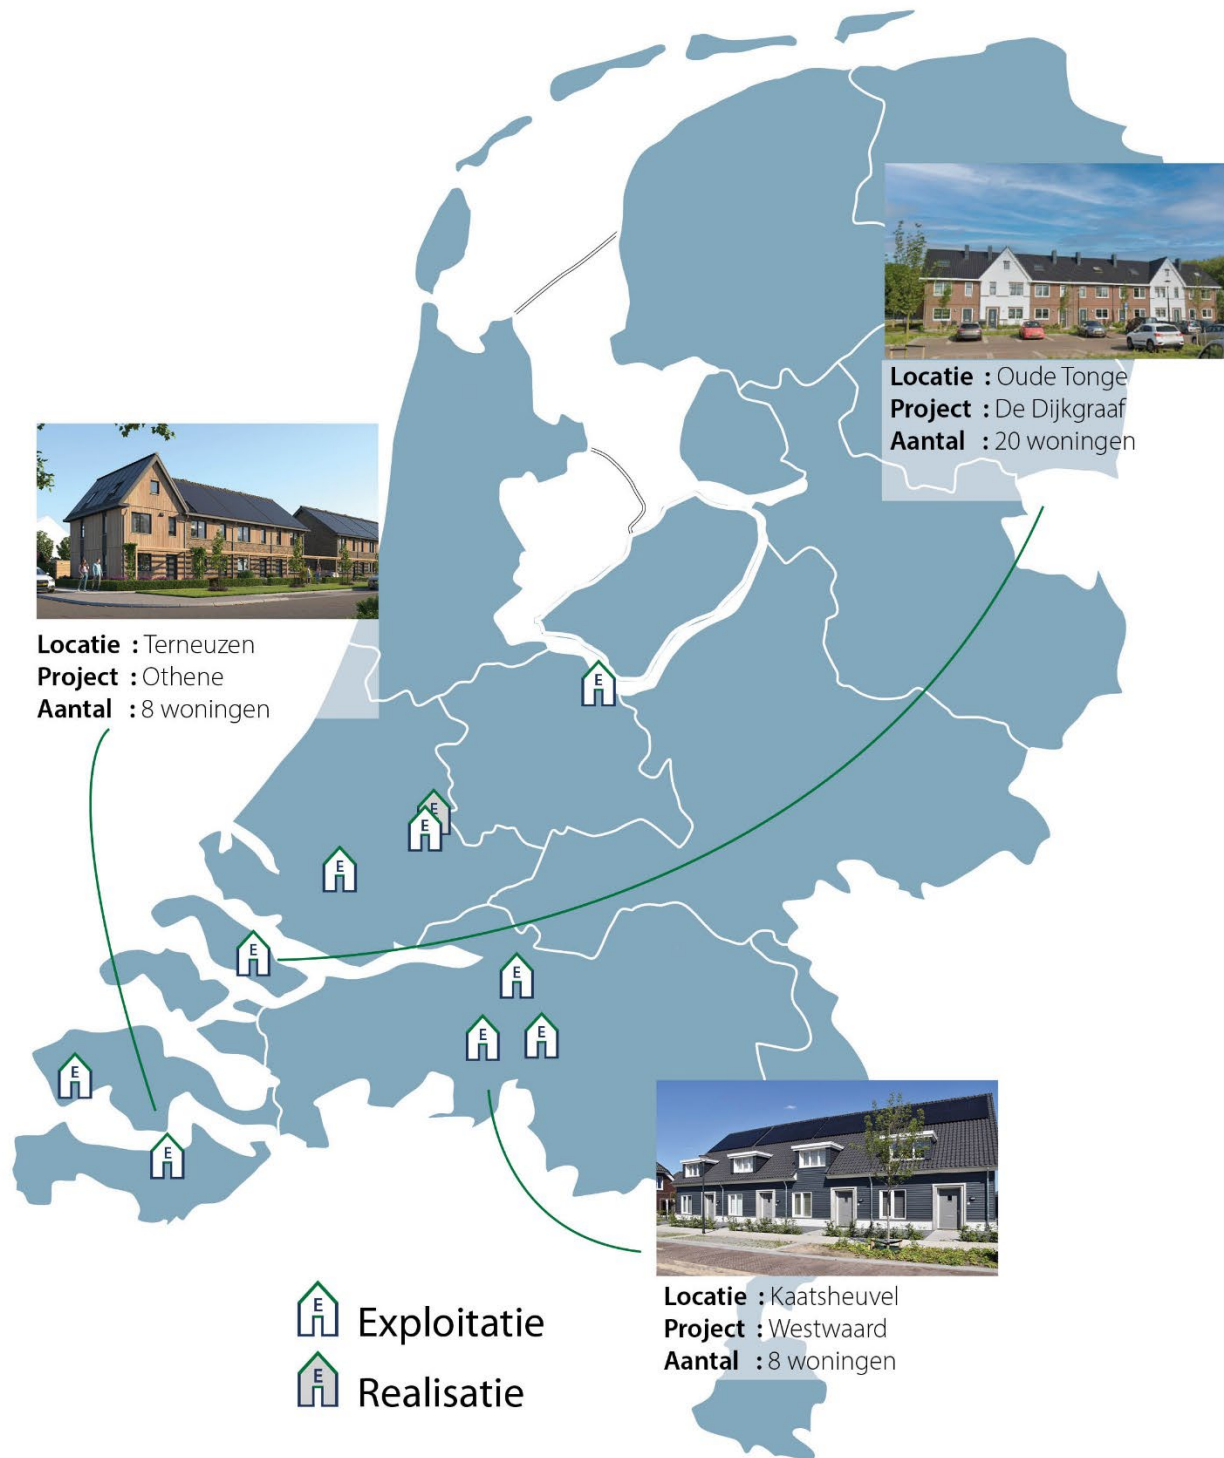 Locatie : Oude Tonge
Project : De Dijkgraaf
Aantal : 20 woningen
Locatie : Terneuzen
Project : Othene
Aantal : 8 woningen
E
E
E
E
E
E
E
E
E
E
Locatie : Kaatsheuvel
Project : Westwaard
Aantal : 8 woningen
E Exploitatie
E Realisatie